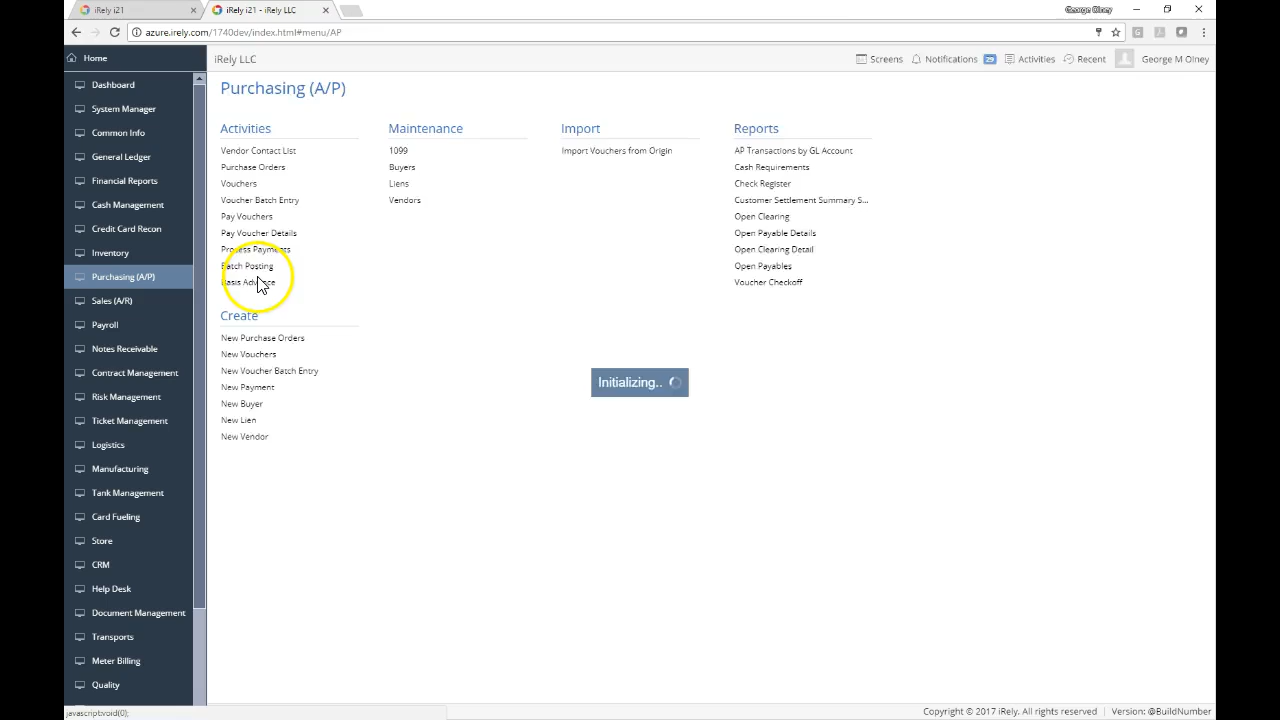 iRely i21
iRely i21 - iRely LLC
George Olney
azure.irely.com/1740dev/index.html#menu/AP
Home
iRely LLC
Screens
Notifications
Activities
Recent
George M Olney
Dashboard
System Manager
Common Info
General Ledger
Financial Reports
Cash Management
Credit Card Recon
Inventory
Purchasing (A/P)
Sales (A/R)
Payroll
Notes Receivable
Contract Management
Risk Management
Ticket Management
Logistics
Manufacturing
Tank Management
Card Fueling
Store
CRM
Help Desk
Document Management
Transports
Meter Billing
Quality
Purchasing (A/P)
Activities
Vendor Contact List
Purchase Orders
Vouchers
Voucher Batch Entry
Pay Vouchers
Pay Voucher Details
Process Payments
Batch Posting
Basis Advance
Create
New Purchase Orders
New Vouchers
New Voucher Batch Entry
New Payment
New Buyer
New Lien
New Vendor
Maintenance
1099
Buyers
Liens
Vendors
Import
Import Vouchers from Origin
Reports
AP Transactions by GL Account
Cash Requirements
Check Register
Customer Settlement Summary S...
Open Clearing
Open Payable Details
Open Clearing Detail
Open Payables
Voucher Checkoff
Initializing..
javascript:void(0);
Copyright © 2017 iRely. All rights reserved
Version: @BuildNumber